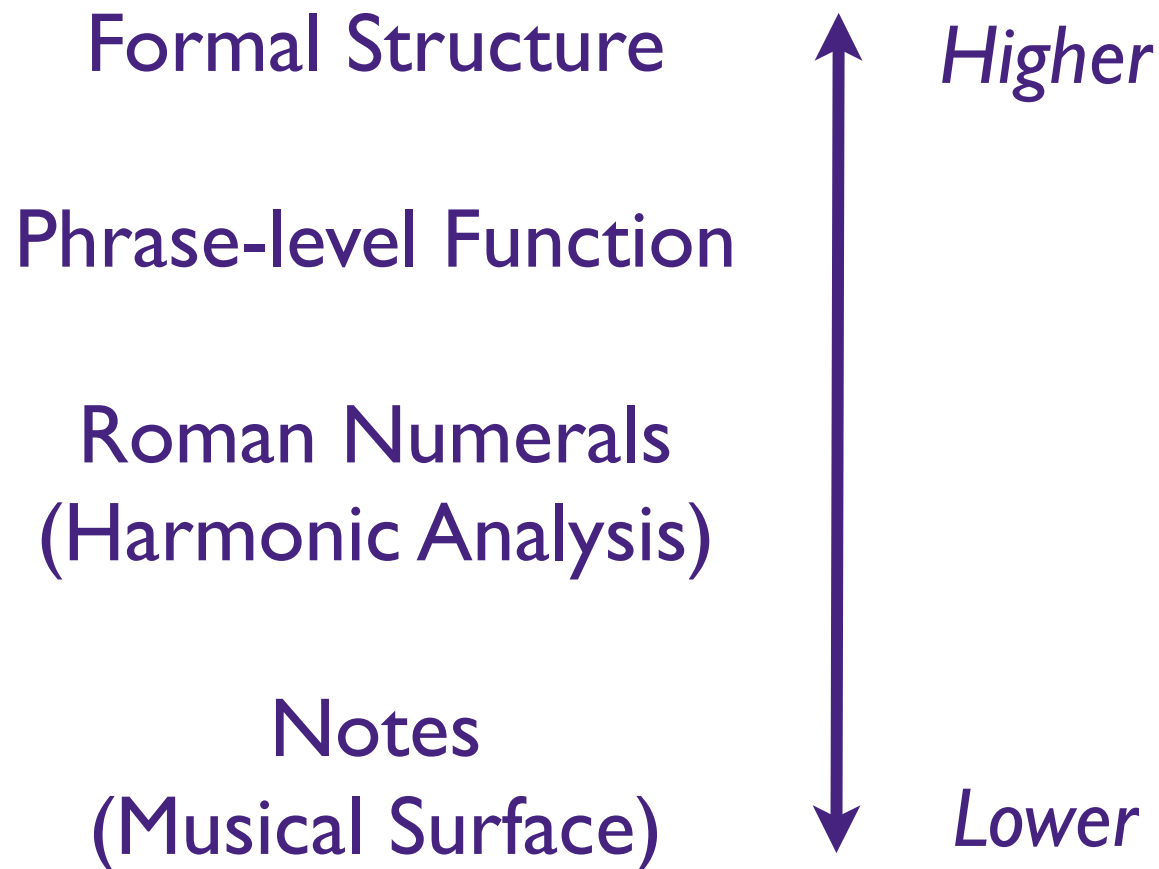 Formal Structure
Higher
Phrase-level Function
Roman Numerals
(Harmonic Analysis)
Notes
(Musical Surface)
Lower